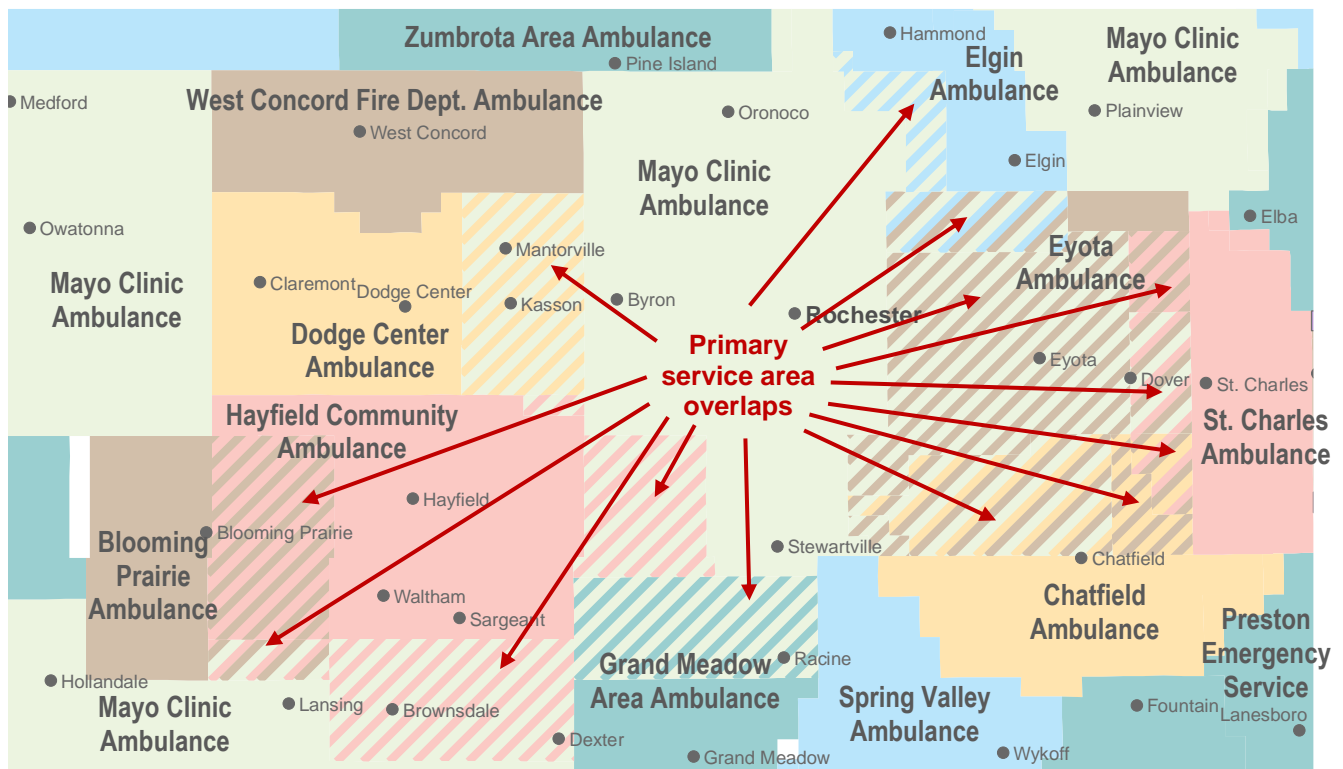 Zumbrota Area Ambulance
Pine Island
Hammond
Elgin
Ambulance
Mayo Clinic
Ambulance
Medford
West Concord Fire Dept. Ambulance
West Concord
Oronoco
Plainview
Elgin
Mayo Clinic
Ambulance
Owatonna
Elba
Mantorville
Eyota
Ambulance
Mayo Clinic
Ambulance
Claremont
Dodge Center
Kasson
Byron
Rochester
Dodge Center
Ambulance
Primary
service area
overlaps
Eyota
Dover
St. Charles
Hayfield Community
Ambulance
St. Charles
Ambulance
Hayfield
Blooming Prairie
Blooming
Prairie
Ambulance
Stewartville
Chatfield
Waltham
Sargeant
Chatfield
Ambulance
Preston
Emergency
Service
Grand Meadow
Area Ambulance
Racine
Hollandale
Mayo Clinic
Ambulance
Lansing
Brownsdale
Spring Valley
Ambulance
Fountain
Lanesboro
Dexter
Grand Meadow
Wykoff